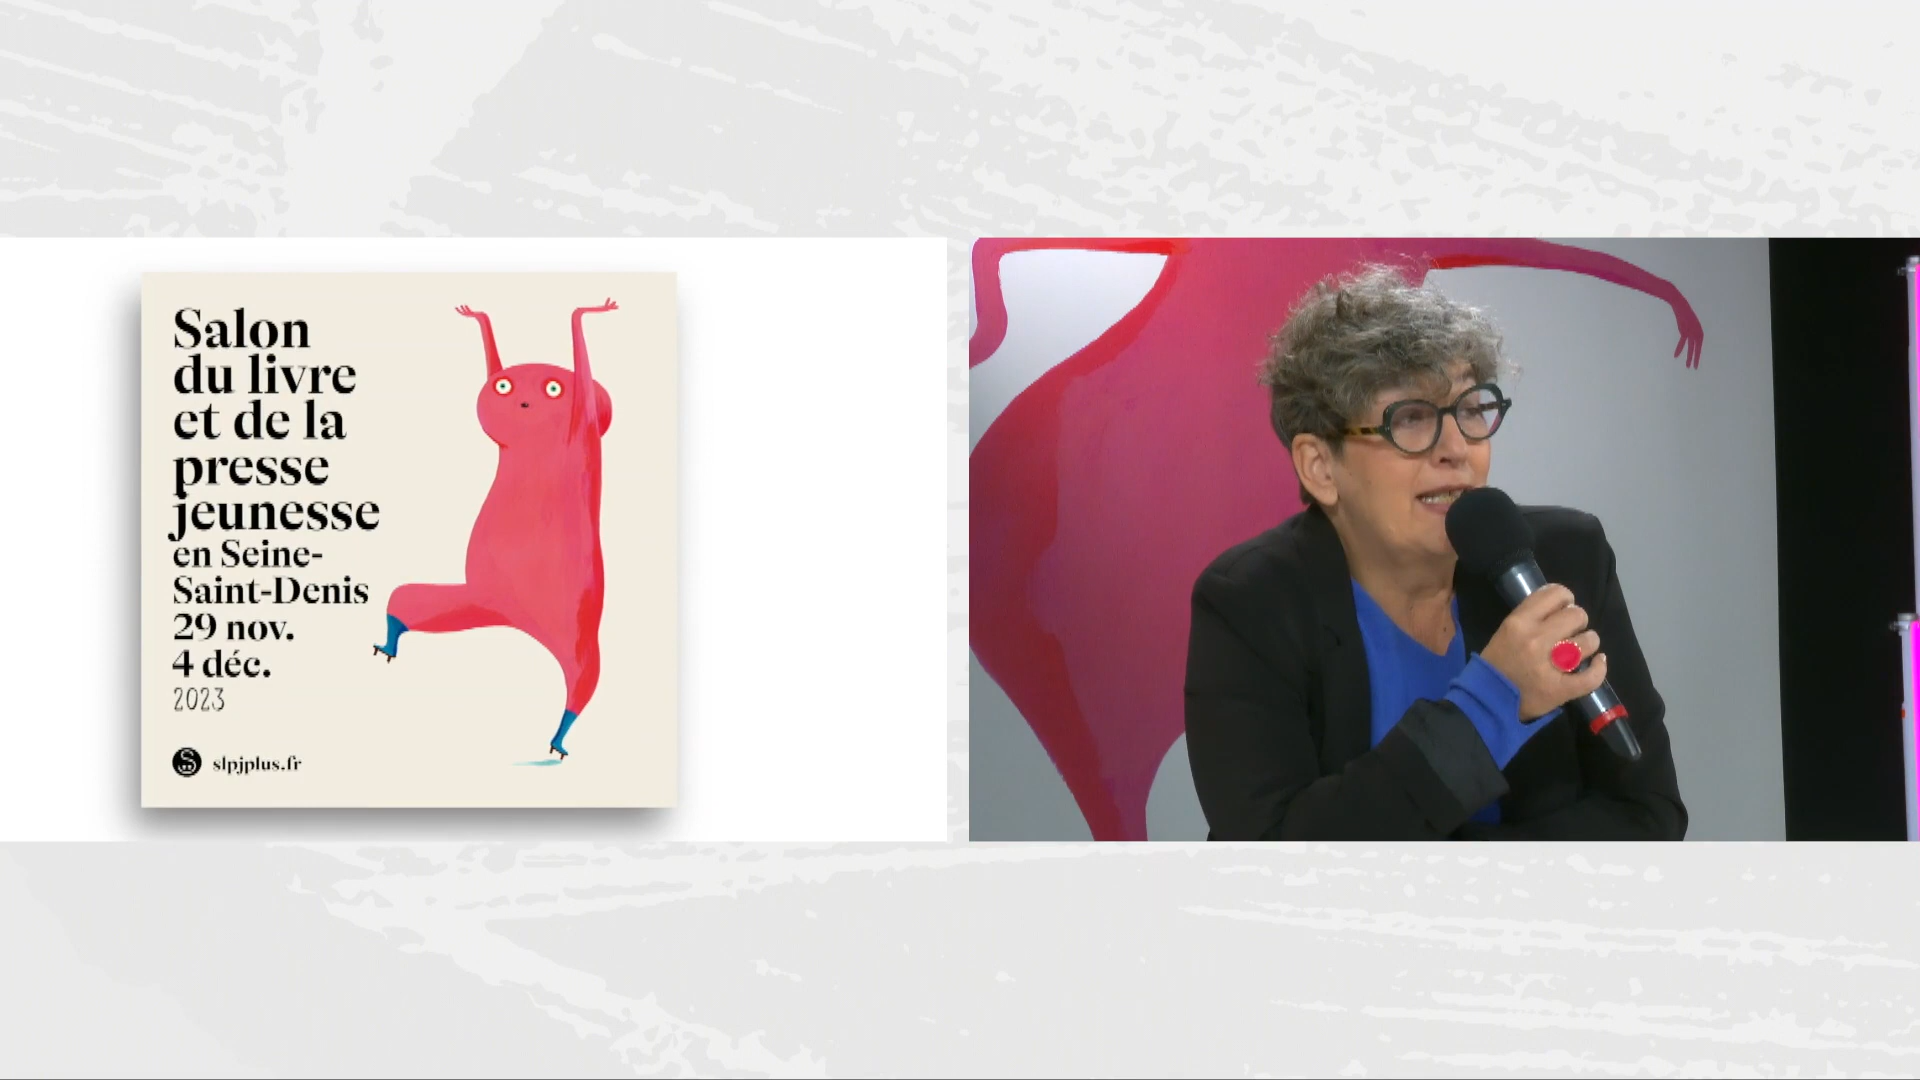 Salon
du livre
et de la
presse
jeunesse
en Seine-
Saint-Denis
29 nov.
4 déc.
2023
slpjplus.fr